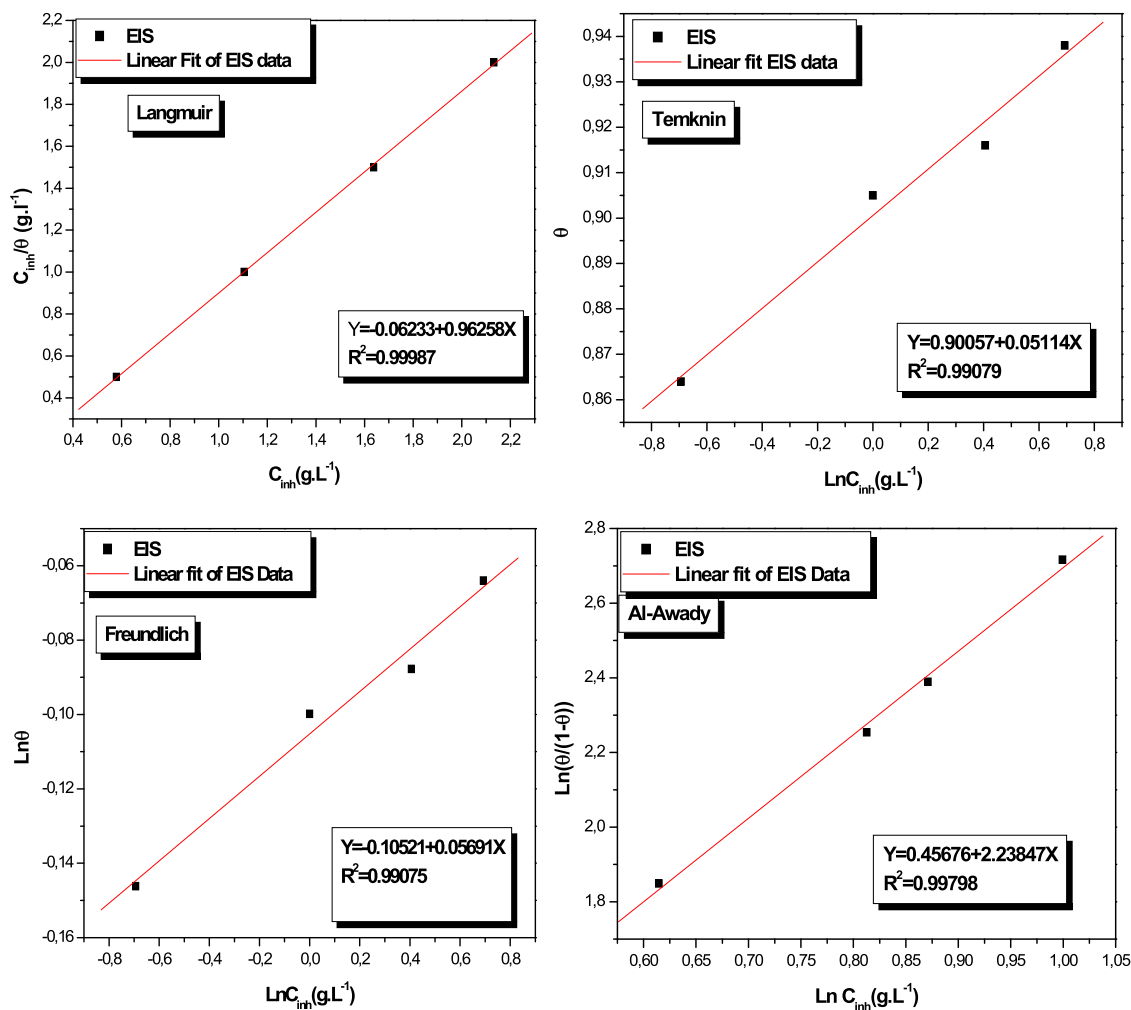 EIS
Linear Fit of EIS data
Langmuir
2,0
1,8
1,6
1,4
1,2
1,0
0,8
0,6
0,4
C_inh/θ (g.l^-1)
Y=-0.06233+0.96258X
R^2=0.99987
0,4 0,6 0,8 1,0 1,2 1,4 1,6 1,8 2,0 2,2
C_inh(g.L^-1)
EIS
Linear fit EIS data
Temknin
0,94
0,93
0,92
0,91
0,90
0,89
0,88
0,87
0,86
θ
Y=0.90057+0.05114X
R^2=0.99079
-0,8 -0,6 -0,4 -0,2 0,0 0,2 0,4 0,6 0,8
LnC_inh(g.L^-1)
EIS
Linear fit of EIS Data
Freundlich
-0,06
-0,08
-0,10
-0,12
-0,14
-0,16
Lnθ
Y=-0.10521+0.05691X
R^2=0.99075
-0,8 -0,6 -0,4 -0,2 0,0 0,2 0,4 0,6 0,8
LnC_inh(g.L^-1)
EIS
Linear fit of EIS Data
Al-Awady
2,8
2,6
2,4
2,2
2,0
1,8
Ln(θ/(1-θ))
Y=0.45676+2.23847X
R^2=0.99798
0,60 0,65 0,70 0,75 0,80 0,85 0,90 0,95 1,00 1,05
Ln C_inh(g.L^-1)